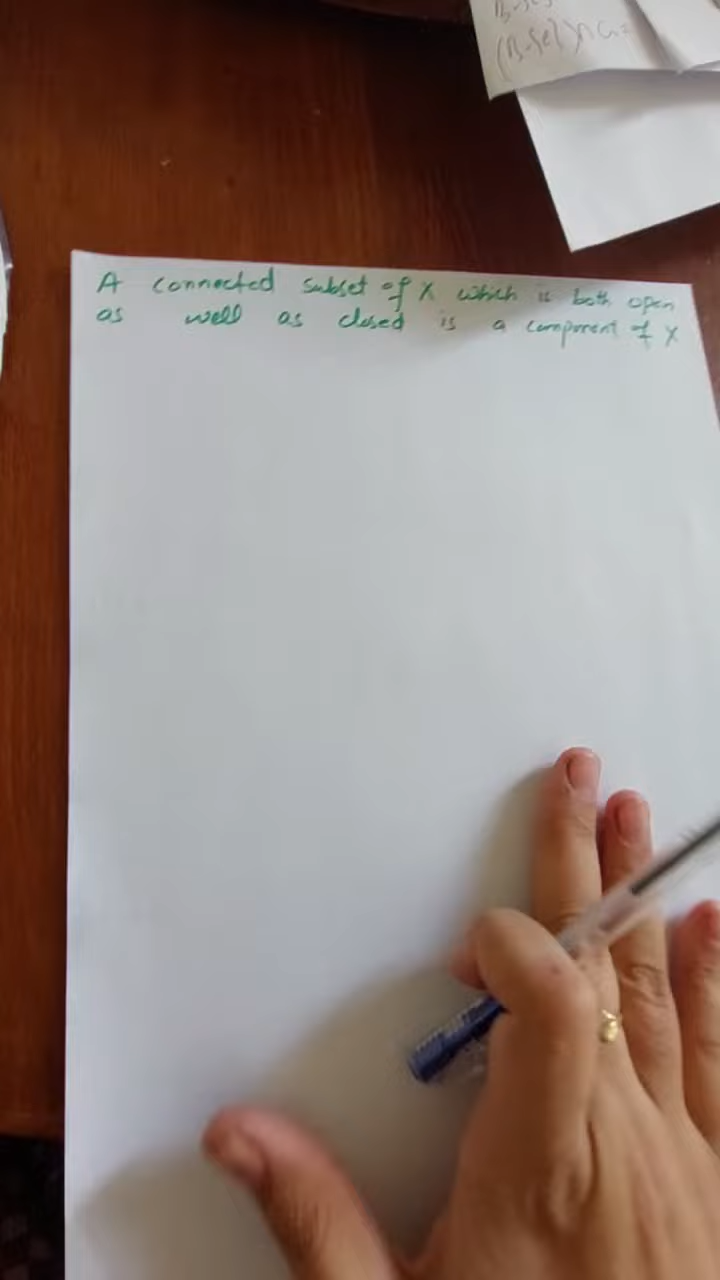 (B-{e})∩G=
A connected subset of X which is both open
as well as closed is a component of X